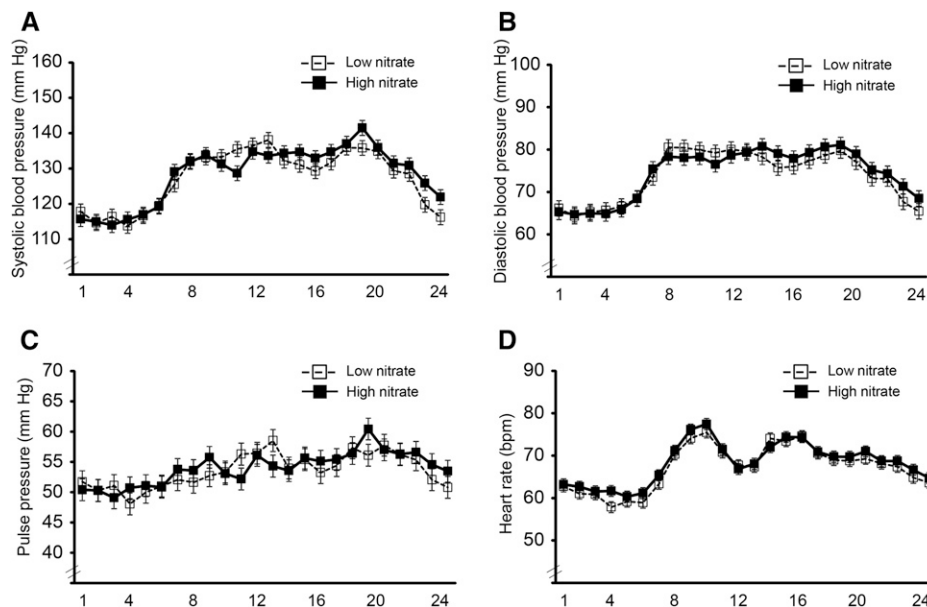 A
Systolic blood pressure (mm Hg)
160
150
140
130
120
110
Low nitrate
High nitrate
1 4 8 12 16 20 24
B
Diastolic blood pressure (mm Hg)
100
90
80
70
60
Low nitrate
High nitrate
1 4 8 12 16 20 24
C
Pulse pressure (mm Hg)
70
65
60
55
50
45
40
Low nitrate
High nitrate
1 4 8 12 16 20 24
D
Heart rate (bpm)
90
80
70
60
50
Low nitrate
High nitrate
1 4 8 12 16 20 24